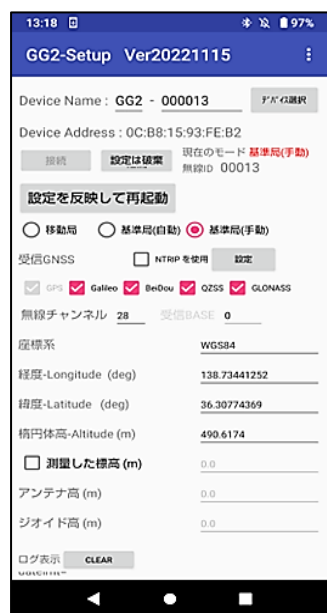 13:18 97%
GG2-Setup Ver20221115
Device Name : GG2 - 000013 ﾃﾞﾊﾞｲｽ選択
Device Address : 0C:B8:15:93:FE:B2
接続 設定は破棄 現在のモード 基準局(手動)
無線ID 00013
設定を反映して再起動
移動局 基準局(自動) 基準局(手動)
受信GNSS NTRIP を使用 設定
GPS Galileo BeiDou QZSS GLONASS
無線チャンネル 28 受信BASE 0
座標系 WGS84
経度-Longitude (deg) 138.73441252
緯度-Latitude (deg) 36.30774369
楕円体高-Altitude (m) 490.6174
測量した標高 (m) 0.0
アンテナ高 (m) 0.0
ジオイド高 (m) 0.0
ログ表示 CLEAR